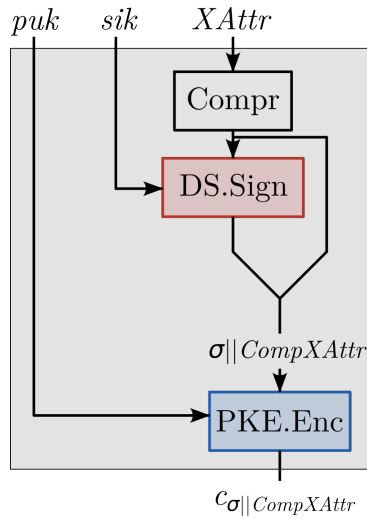 puk sik XAttr
Compr
DS.Sign
σ||CompXAttr
PKE.Enc
cσ||CompXAttr